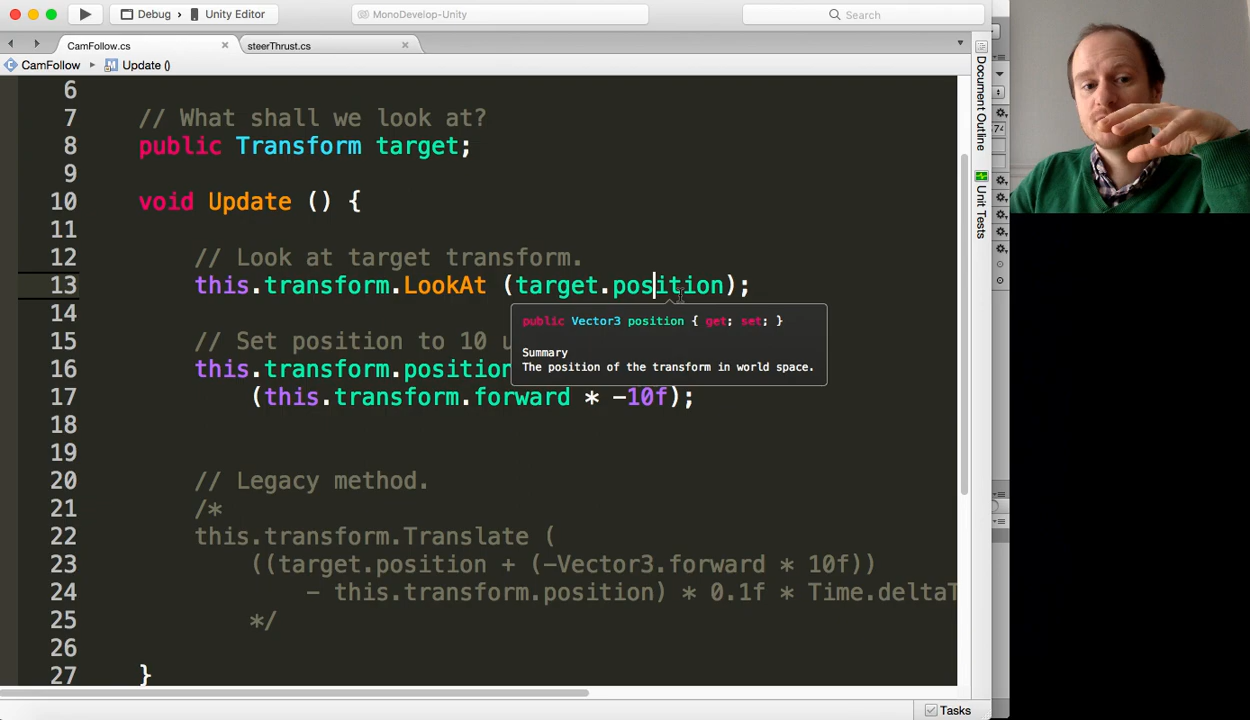 Debug
Unity Editor
MonoDevelop-Unity
Search
CamFollow.cs
steerThrust.cs
CamFollow
Update ()
6
7 // What shall we look at?
8 public Transform target;
9
10 void Update () {
11
12 // Look at target transform.
13 this.transform.LookAt (target.position);
14
public Vector3 position { get; set; }
Summary
The position of the transform in world space.
15 // Set position to 10 u
16 this.transform.position
17 (this.transform.forward * -10f);
18
19
20 // Legacy method.
21 /*
22 this.transform.Translate (
23 ((target.position + (-Vector3.forward * 10f))
24 - this.transform.position) * 0.1f * Time.deltaT
25 */
26
27 }
Document Outline
Unit Tests
Tasks